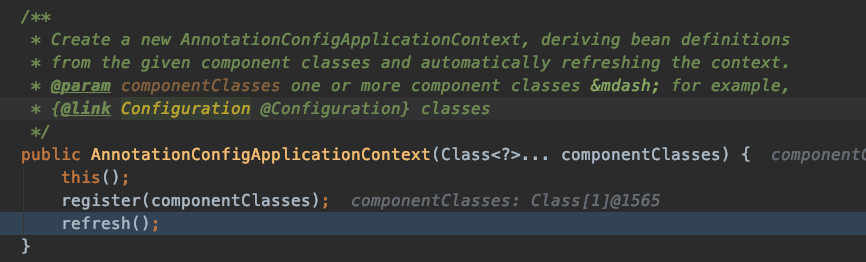 /**
* Create a new AnnotationConfigApplicationContext, deriving bean definitions
* from the given component classes and automatically refreshing the context.
* @param componentClasses one or more component classes &mdash; for example,
* {@link Configuration @Configuration} classes
*/
public AnnotationConfigApplicationContext(Class<?>... componentClasses) {
this();
register(componentClasses); componentClasses: Class[1]@1565
refresh();
}